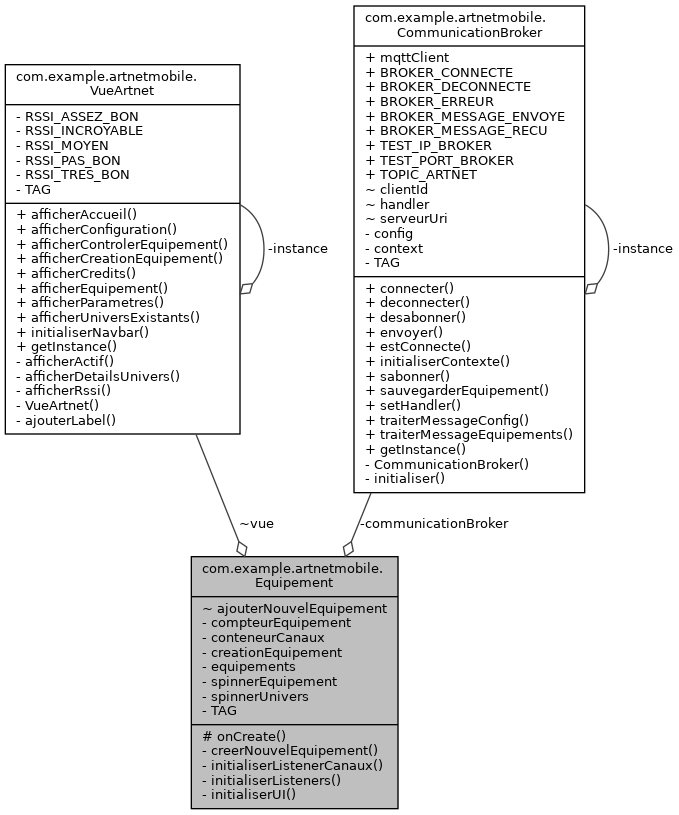 com.example.artnetmobile.
VueArtnet
- RSSI_ASSEZ_BON
- RSSI_INCROYABLE
- RSSI_MOYEN
- RSSI_PAS_BON
- RSSI_TRES_BON
- TAG
+ afficherAccueil()
+ afficherConfiguration()
+ afficherControlerEquipement()
+ afficherCreationEquipement()
+ afficherCredits()
+ afficherEquipement()
+ afficherParametres()
+ afficherUniversExistants()
+ initialiserNavbar()
+ getInstance()
- afficherActif()
- afficherDetailsUnivers()
- afficherRssi()
- VueArtnet()
- ajouterLabel()
-instance
com.example.artnetmobile.
CommunicationBroker
+ mqttClient
+ BROKER_CONNECTE
+ BROKER_DECONNECTE
+ BROKER_ERREUR
+ BROKER_MESSAGE_ENVOYE
+ BROKER_MESSAGE_RECU
+ TEST_IP_BROKER
+ TEST_PORT_BROKER
+ TOPIC_ARTNET
~ clientId
~ handler
~ serveurUri
- config
- context
- TAG
+ connecter()
+ deconnecter()
+ desabonner()
+ envoyer()
+ estConnecte()
+ initialiserContexte()
+ sabonner()
+ sauvegarderEquipement()
+ setHandler()
+ traiterMessageConfig()
+ traiterMessageEquipements()
+ getInstance()
- CommunicationBroker()
- initialiser()
-instance
~vue
-communicationBroker
com.example.artnetmobile.
Equipement
~ ajouterNouvelEquipement
- compteurEquipement
- conteneurCanaux
- creationEquipement
- equipements
- spinnerEquipement
- spinnerUnivers
- TAG
# onCreate()
- creerNouvelEquipement()
- initialiserListenerCanaux()
- initialiserListeners()
- initialiserUI()